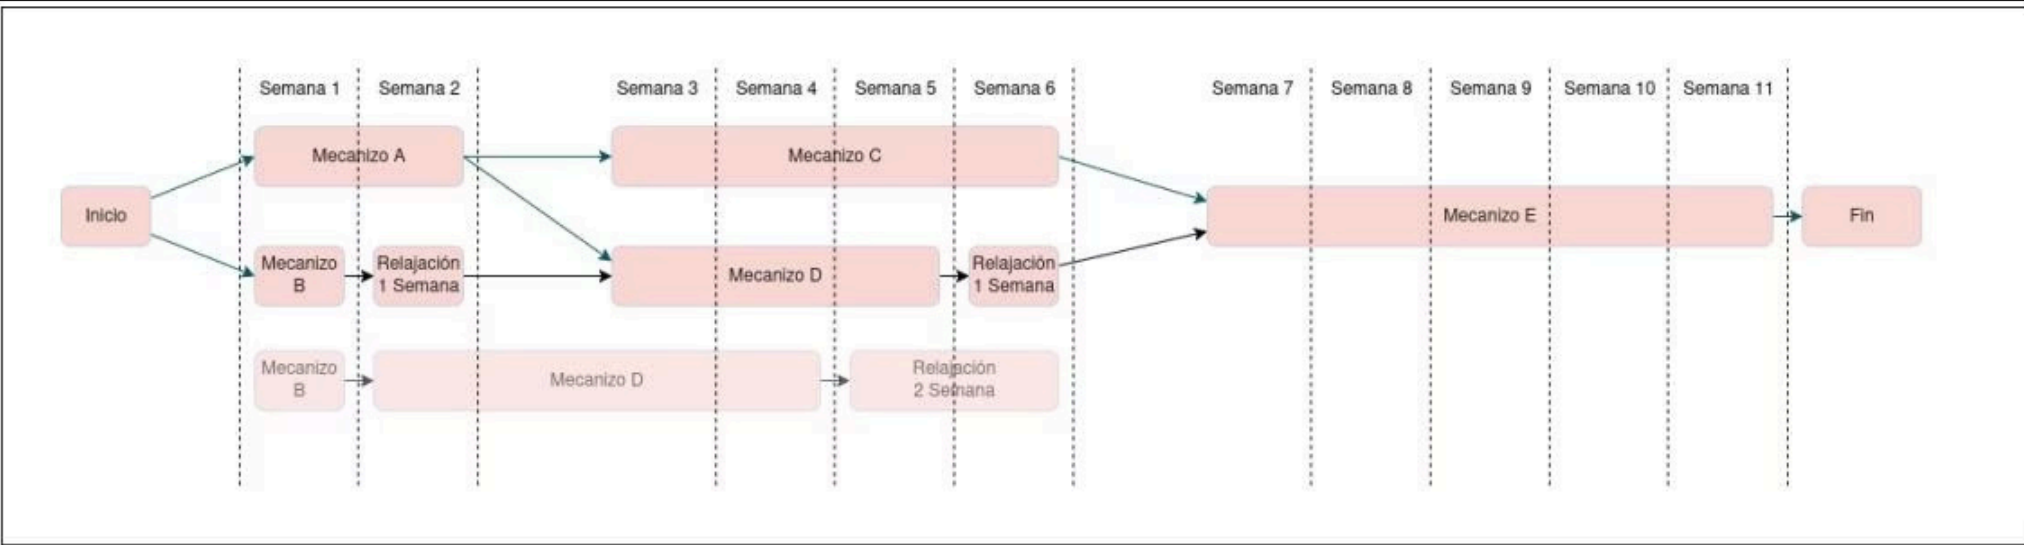 Semana 1
Semana 2
Semana 3
Semana 4
Semana 5
Semana 6
Semana 7
Semana 8
Semana 9
Semana 10
Semana 11
Mecanizo A
Mecanizo C
Inicio
Mecanizo E
Fin
Mecanizo
B
Relajación
1 Semana
Mecanizo D
Relajación
1 Semana
Mecanizo
B
Mecanizo D
Relajación
2 Semana